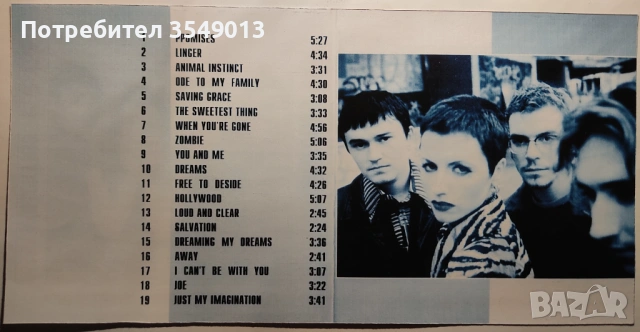 Потребител 3549013
1 PROMISES 5:27
2 LINGER 4:34
3 ANIMAL INSTINCT 3:31
4 ODE TO MY FAMILY 4:30
5 SAVING GRACE 3:08
6 THE SWEETEST THING 3:33
7 WHEN YOU'RE GONE 4:56
8 ZOMBIE 5:06
9 YOU AND ME 3:35
10 DREAMS 4:32
11 FREE TO DESIDE 4:26
12 HOLLYWOOD 5:07
13 LOUD AND CLEAR 2:45
14 SALVATION 2:24
15 DREAMING MY DREAMS 3:36
16 AWAY 2:41
17 I CAN'T BE WITH YOU 3:07
18 JOE 3:22
19 JUST MY IMAGINATION 3:41
BAZAR